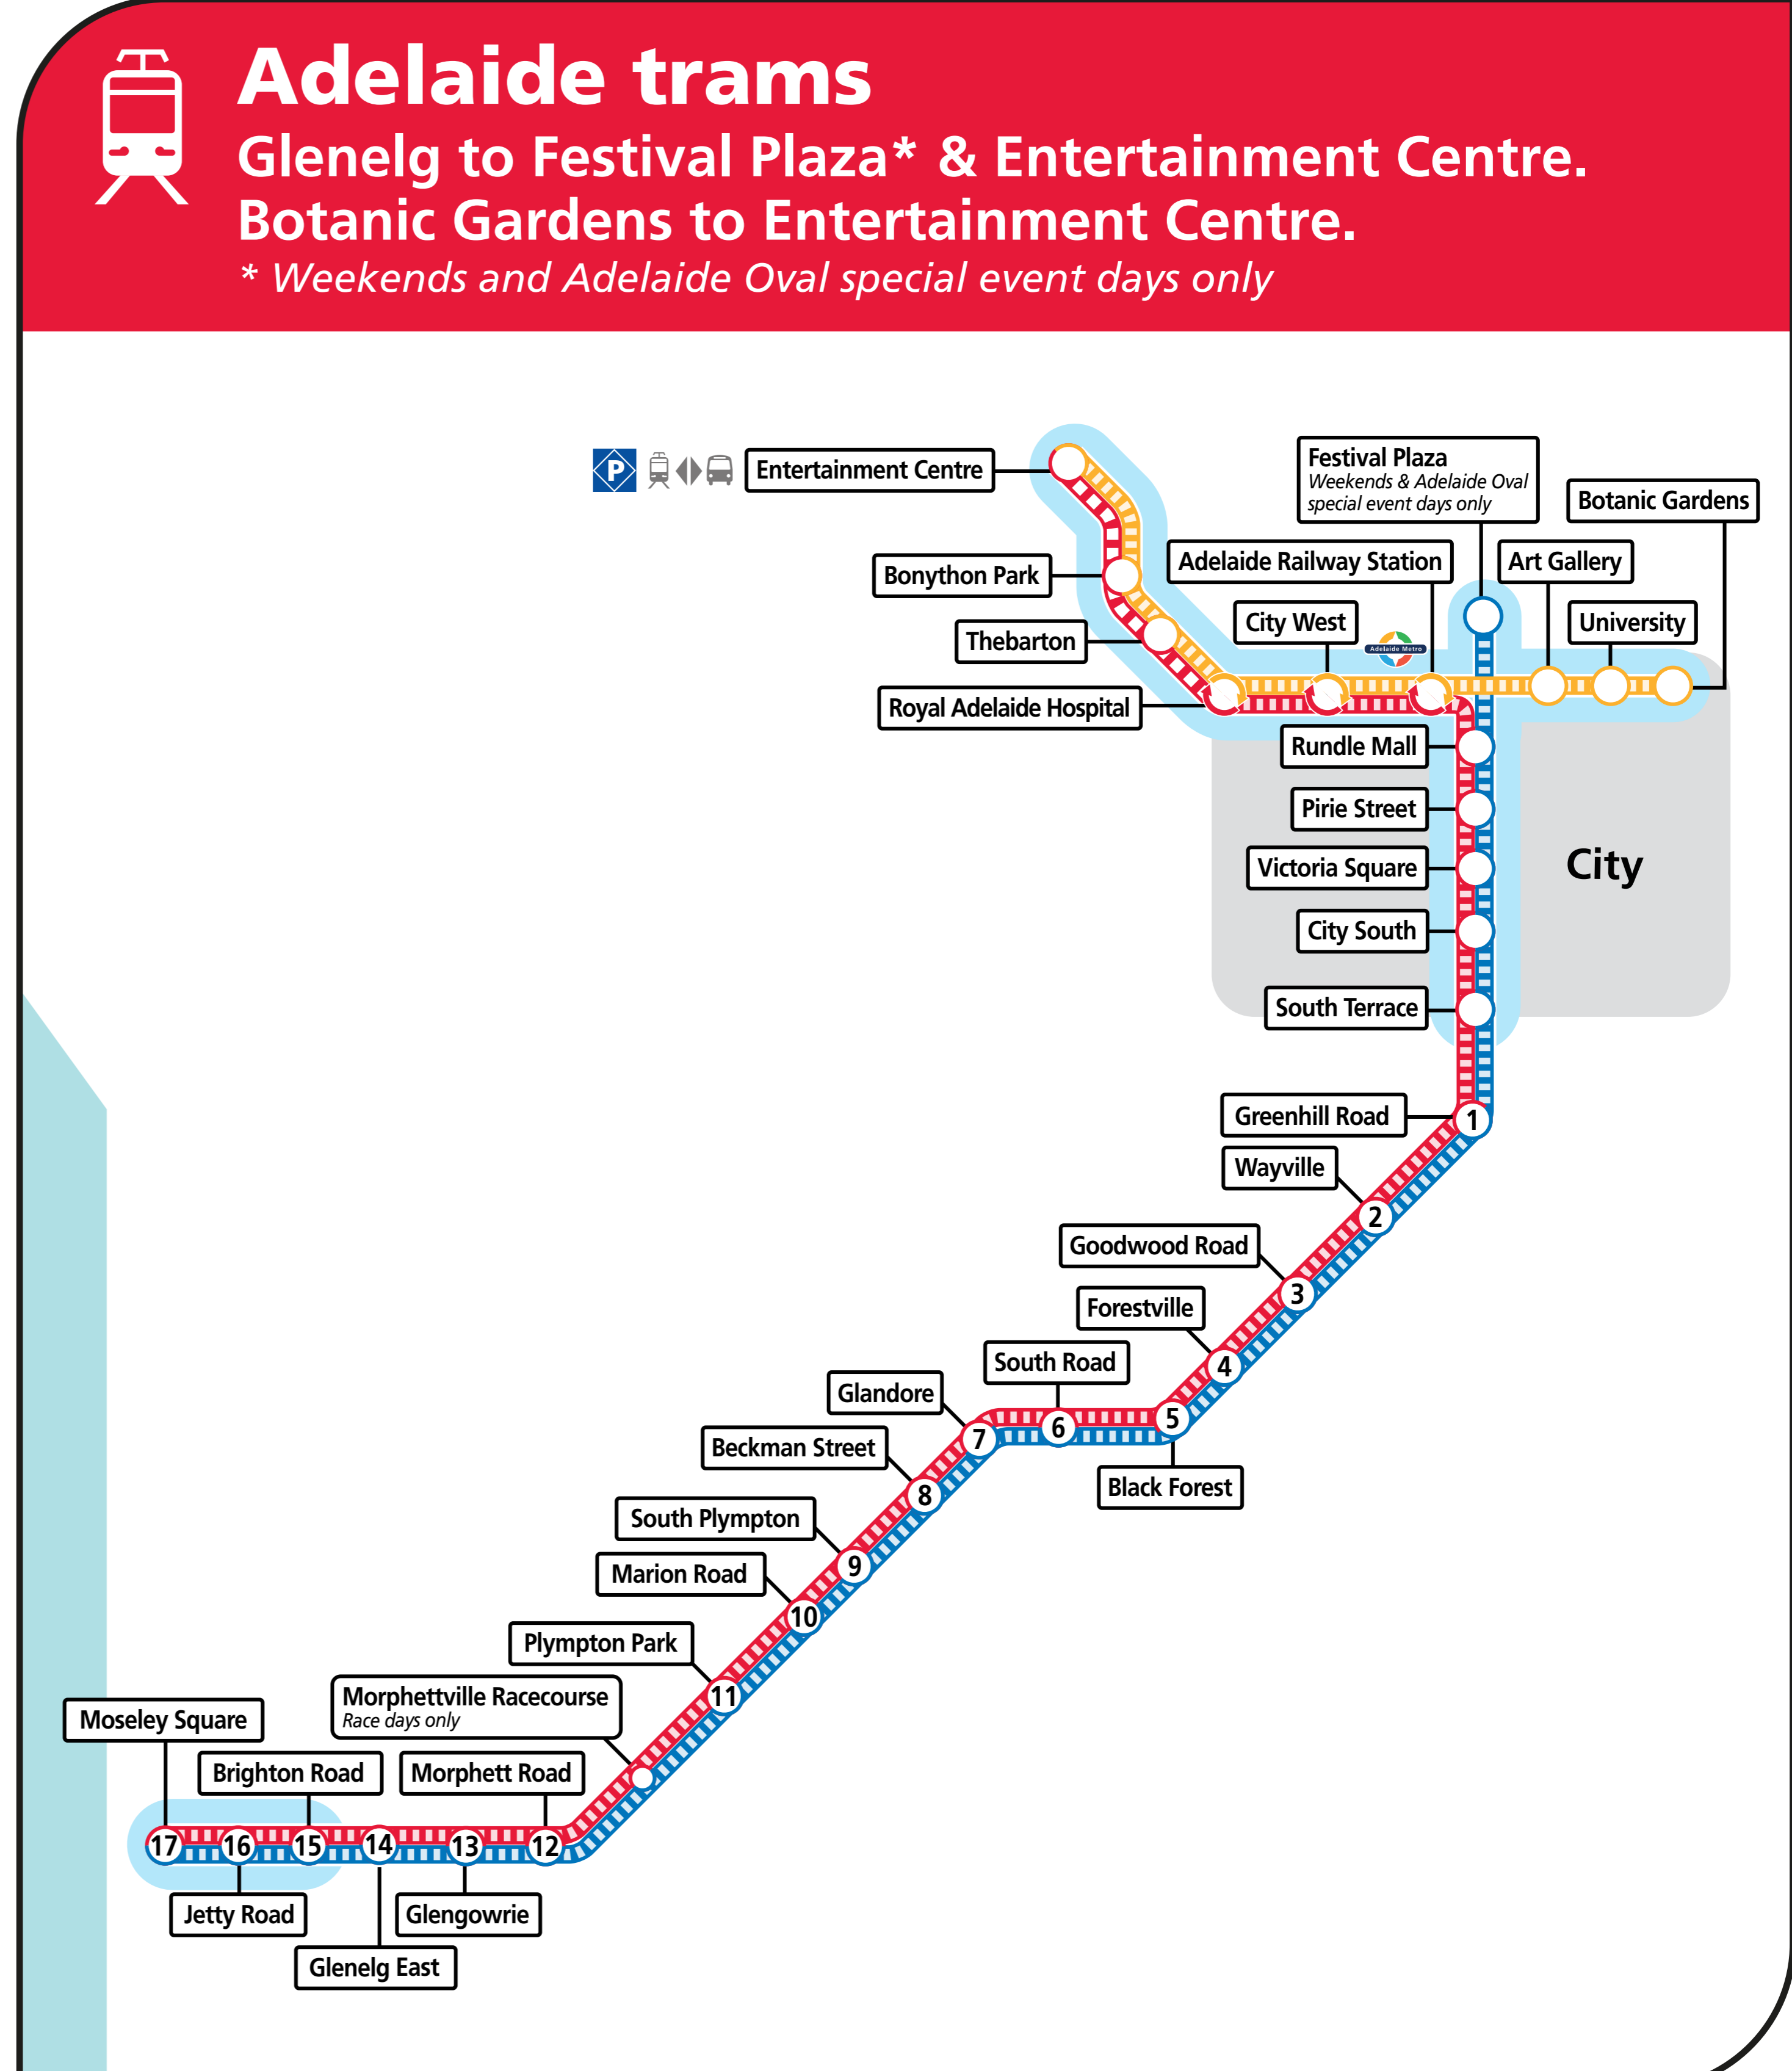 Adelaide trams
Glenelg to Festival Plaza* & Entertainment Centre.
Botanic Gardens to Entertainment Centre.
* Weekends and Adelaide Oval special event days only
P
Entertainment Centre
Festival Plaza
Weekends & Adelaide Oval
special event days only
Botanic Gardens
Bonython Park
Adelaide Railway Station
Art Gallery
Thebarton
City West
Adelaide Metro
University
Royal Adelaide Hospital
Rundle Mall
Pirie Street
Victoria Square
City
City South
South Terrace
Greenhill Road
1
Wayville
2
Goodwood Road
3
Forestville
4
South Road
6
5
Black Forest
Glandore
7
Beckman Street
8
South Plympton
9
Marion Road
10
Plympton Park
11
Morphettville Racecourse
Race days only
Moseley Square
Brighton Road
Morphett Road
17
16
15
14
13
12
Jetty Road
Glengowrie
Glenelg East